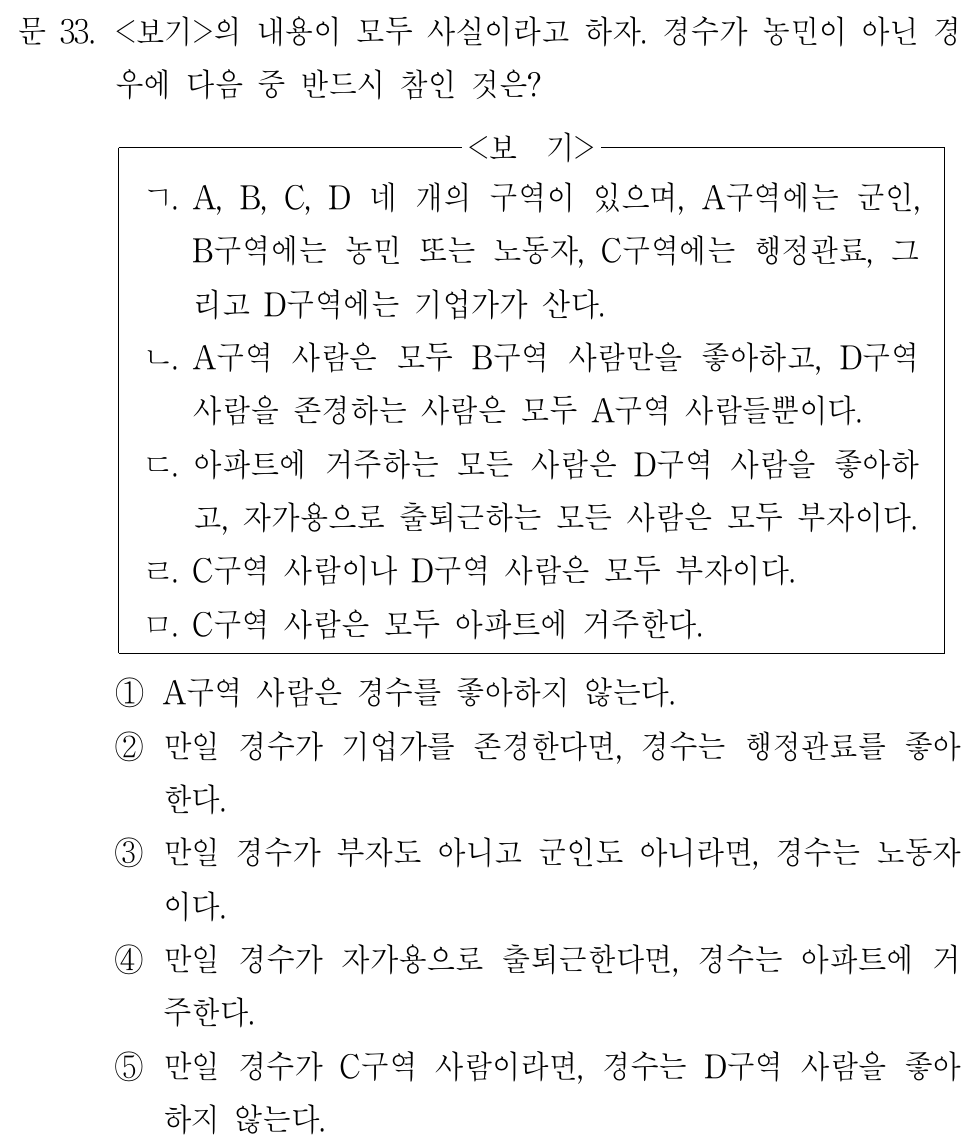 문 33. <보기>의 내용이 모두 사실이라고 하자. 경수가 농민이 아닌 경
우에 다음 중 반드시 참인 것은?
<보 기>
ㄱ. A, B, C, D 네 개의 구역이 있으며, A구역에는 군인,
B구역에는 농민 또는 노동자, C구역에는 행정관료, 그
리고 D구역에는 기업가가 산다.
ㄴ. A구역 사람은 모두 B구역 사람만을 좋아하고, D구역
사람을 존경하는 사람은 모두 A구역 사람들뿐이다.
ㄷ. 아파트에 거주하는 모든 사람은 D구역 사람을 좋아하
고, 자가용으로 출퇴근하는 모든 사람은 모두 부자이다.
ㄹ. C구역 사람이나 D구역 사람은 모두 부자이다.
ㅁ. C구역 사람은 모두 아파트에 거주한다.
① A구역 사람은 경수를 좋아하지 않는다.
② 만일 경수가 기업가를 존경한다면, 경수는 행정관료를 좋아
한다.
③ 만일 경수가 부자도 아니고 군인도 아니라면, 경수는 노동자
이다.
④ 만일 경수가 자가용으로 출퇴근한다면, 경수는 아파트에 거
주한다.
⑤ 만일 경수가 C구역 사람이라면, 경수는 D구역 사람을 좋아
하지 않는다.